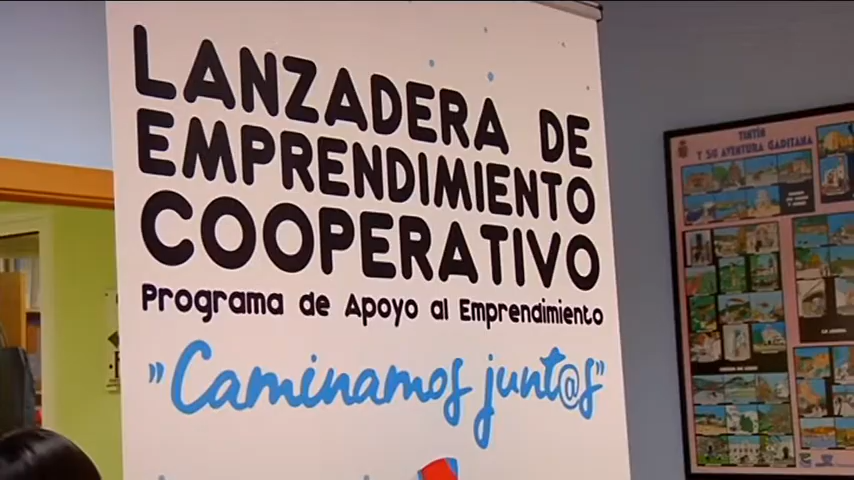 LANZADERA DE
EMPRENDIMIENTO
COOPERATIVO
Programa de Apoyo al Emprendimiento
"Caminamos junt@s"
TINTÍN
Y SU AVENTURA GADITANA